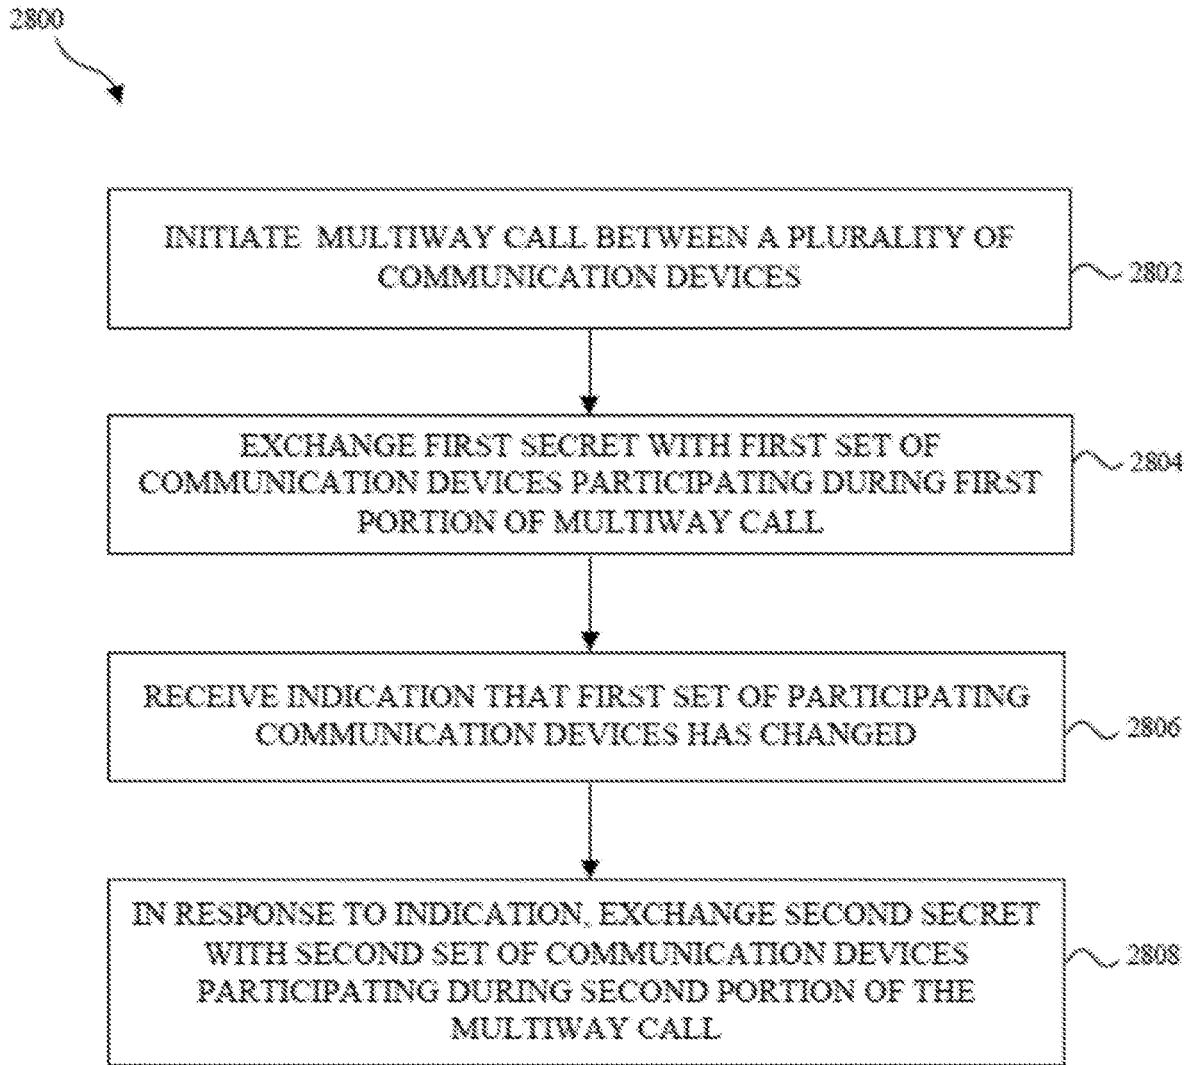 2800
INITIATE MULTIWAY CALL BETWEEN A PLURALITY OF
COMMUNICATION DEVICES
2802
EXCHANGE FIRST SECRET WITH FIRST SET OF
COMMUNICATION DEVICES PARTICIPATING DURING FIRST
PORTION OF MULTIWAY CALL
2804
RECEIVE INDICATION THAT FIRST SET OF PARTICIPATING
COMMUNICATION DEVICES HAS CHANGED
2806
IN RESPONSE TO INDICATION, EXCHANGE SECOND SECRET
WITH SECOND SET OF COMMUNICATION DEVICES
PARTICIPATING DURING SECOND PORTION OF THE
MULTIWAY CALL
2808